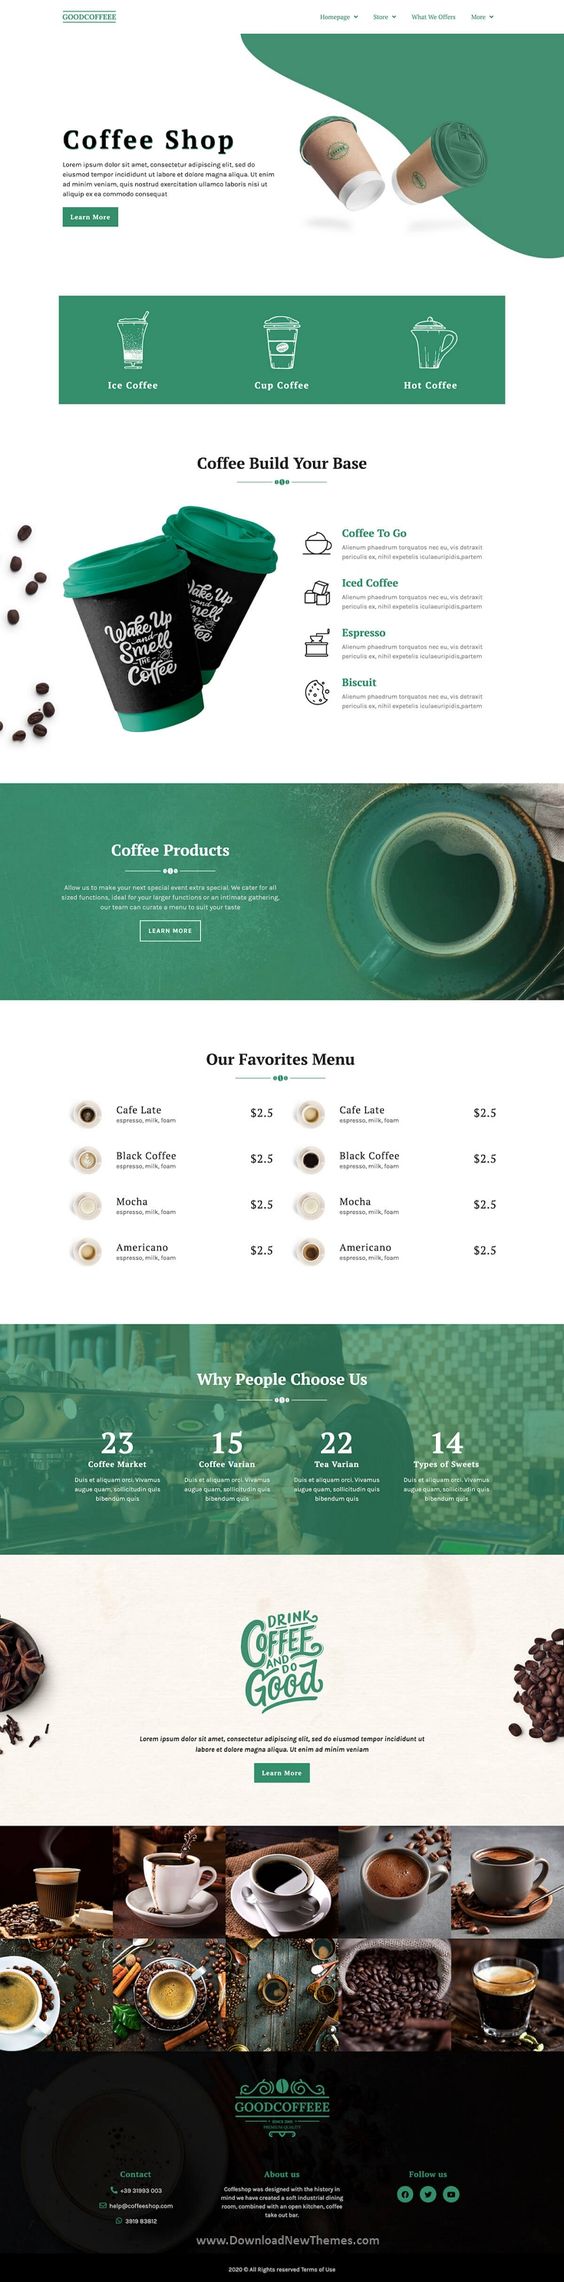 GOODCOFFEEE
Homepage Store What We Offers More
Coffee Shop
Lorem ipsum dolor sit amet, consectetur adipiscing elit, sed do
eiusmod tempor incididunt ut labore et dolore magna aliqua. Ut enim
ad minim veniam, quis nostrud exercitation ullamco laboris nisi ut
aliquip ex ea commodo consequat
Learn More
Ice Coffee
Cup Coffee
Hot Coffee
Coffee Build Your Base
Wake Up
and
Smell
THE
Coffee
Coffee To Go
Alienum phaedrum torquatos nec eu, vis detraxit
periculis ex, nihil expetelis iculaeuripidis,partem
Iced Coffee
Alienum phaedrum torquatos nec eu, vis detraxit
periculis ex, nihil expetelis iculaeuripidis,partem
Espresso
Alienum phaedrum torquatos nec eu, vis detraxit
periculis ex, nihil expetelis iculaeuripidis,partem
Biscuit
Alienum phaedrum torquatos nec eu, vis detraxit
periculis ex, nihil expetelis iculaeuripidis,partem
Coffee Products
Allow us to make your next special event extra special. We cater for all
sized functions, ideal for your larger functions or an intimate gathering,
our team can curate a menu to suit your taste
LEARN MORE
Our Favorites Menu
Cafe Late $2.5
espresso, milk, foam
Black Coffee $2.5
espresso, milk, foam
Mocha $2.5
espresso, milk, foam
Americano $2.5
espresso, milk, foam
Cafe Late $2.5
espresso, milk, foam
Black Coffee $2.5
espresso, milk, foam
Mocha $2.5
espresso, milk, foam
Americano $2.5
espresso, milk, foam
Why People Choose Us
23
Coffee Market
Duis et aliquam orci. Vivamus
augue quam, sollicitudin quis
bibendum quis
15
Coffee Varian
Duis et aliquam orci. Vivamus
augue quam, sollicitudin quis
bibendum quis
22
Tea Varian
Duis et aliquam orci. Vivamus
augue quam, sollicitudin quis
bibendum quis
14
Types of Sweets
Duis et aliquam orci. Vivamus
augue quam, sollicitudin quis
bibendum quis
DRINK
COFFEE
AND DO
Good
Lorem ipsum dolor sit amet, consectetur adipiscing elit, sed do eiusmod tempor incididunt ut
labore et dolore magna aliqua. Ut enim ad minim veniam
Learn More
GOODCOFFEEE
SINCE 2000
PREMIUM QUALITY
Contact
+39 31993 003
help@coffeeshop.com
3919 83812
About us
Coffeshop was designed with the history in
mind we have created a soft industrial dining
room, combined with an open kitchen, coffee
take out bar.
Follow us
www.DownloadNewThemes.com
2020 © All Rights reserved Terms of Use